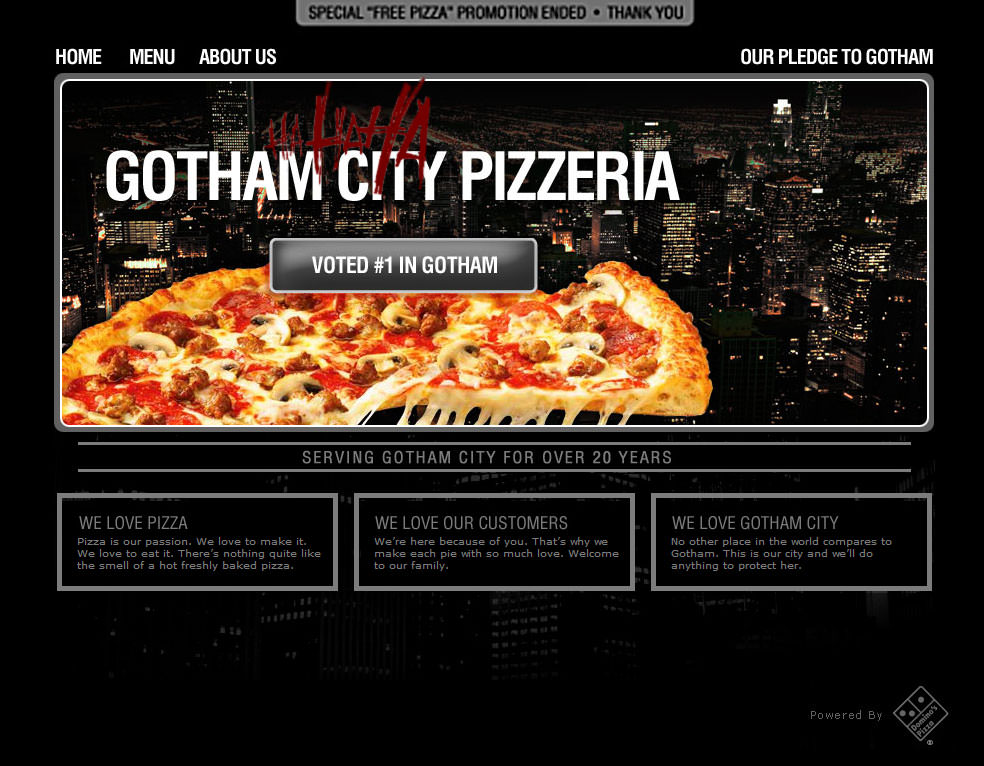 SPECIAL "FREE PIZZA" PROMOTION ENDED • THANK YOU
HOME MENU ABOUT US OUR PLEDGE TO GOTHAM
HA HAHA
GOTHAM CITY PIZZERIA
VOTED #1 IN GOTHAM
SERVING GOTHAM CITY FOR OVER 20 YEARS
WE LOVE PIZZA
Pizza is our passion. We love to make it.
We love to eat it. There's nothing quite like
the smell of a hot freshly baked pizza.
WE LOVE OUR CUSTOMERS
We're here because of you. That's why we
make each pie with so much love. Welcome
to our family.
WE LOVE GOTHAM CITY
No other place in the world compares to
Gotham. This is our city and we'll do
anything to protect her.
Powered By
Domino's
Pizza
®